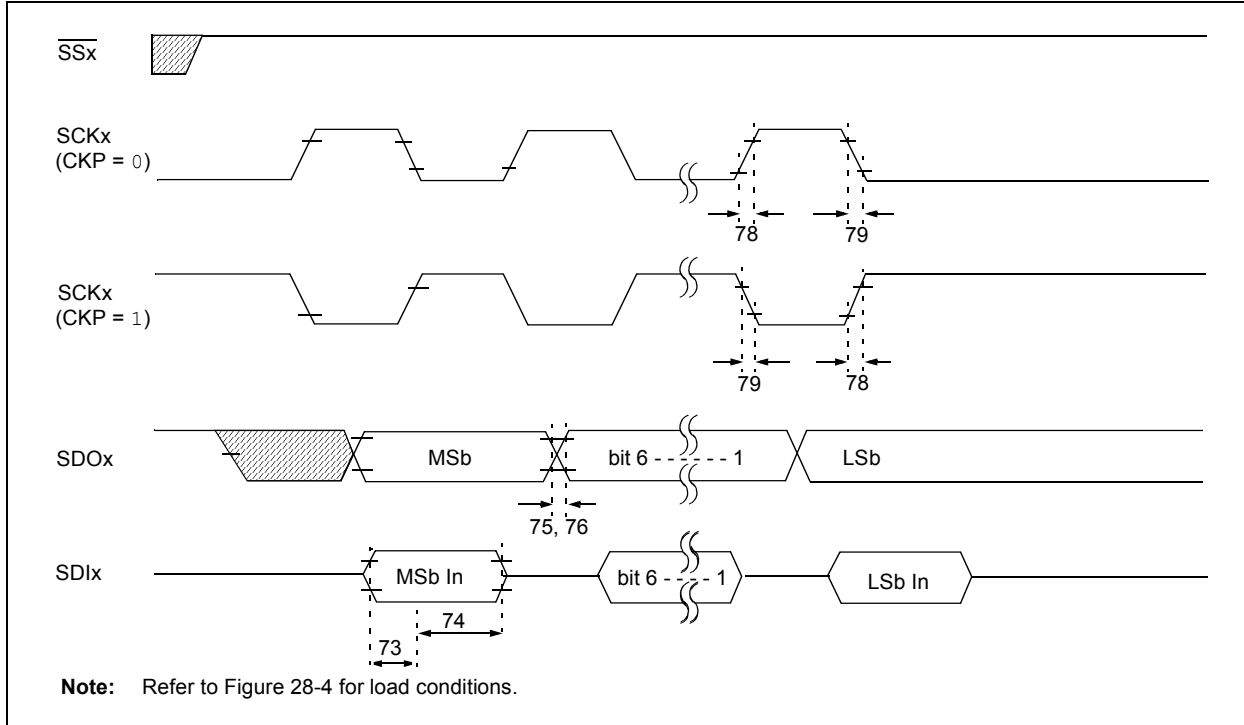 SSx
SCKx
(CKP = 0)
78
79
SCKx
(CKP = 1)
79
78
SDOx
MSb
bit 6 - - - - - - 1
LSb
75, 76
SDIx
MSb In
bit 6 - - - - - 1
LSb In
74
73
Note: Refer to Figure 28-4 for load conditions.